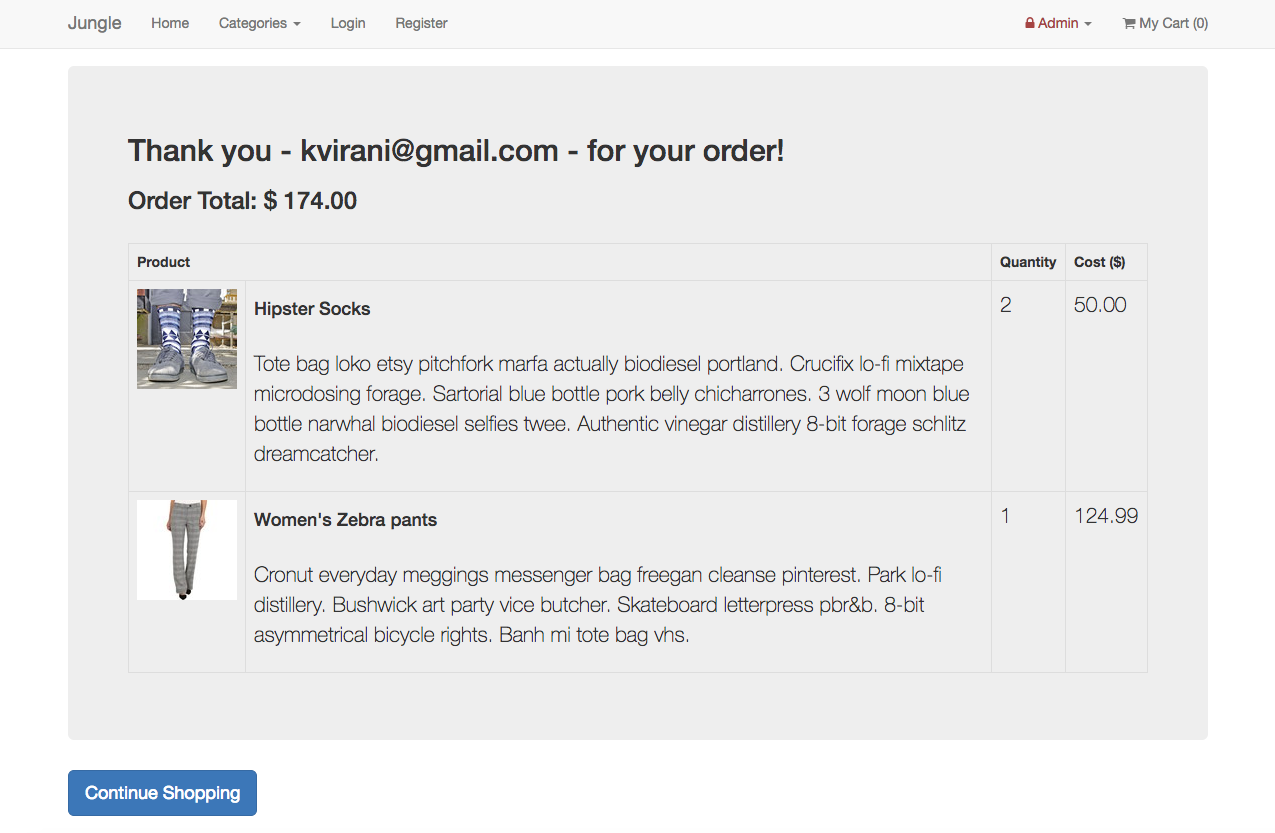 Jungle Home Categories Login Register Admin My Cart (0)
Thank you - kvirani@gmail.com - for your order!
Order Total: $ 174.00
Product Quantity Cost ($)
Hipster Socks 2 50.00
Tote bag loko etsy pitchfork marfa actually biodiesel portland. Crucifix lo-fi mixtape
microdosing forage. Sartorial blue bottle pork belly chicharrones. 3 wolf moon blue
bottle narwhal biodiesel selfies twee. Authentic vinegar distillery 8-bit forage schlitz
dreamcatcher.
Women's Zebra pants 1 124.99
Cronut everyday meggings messenger bag freegan cleanse pinterest. Park lo-fi
distillery. Bushwick art party vice butcher. Skateboard letterpress pbr&b. 8-bit
asymmetrical bicycle rights. Banh mi tote bag vhs.
Continue Shopping